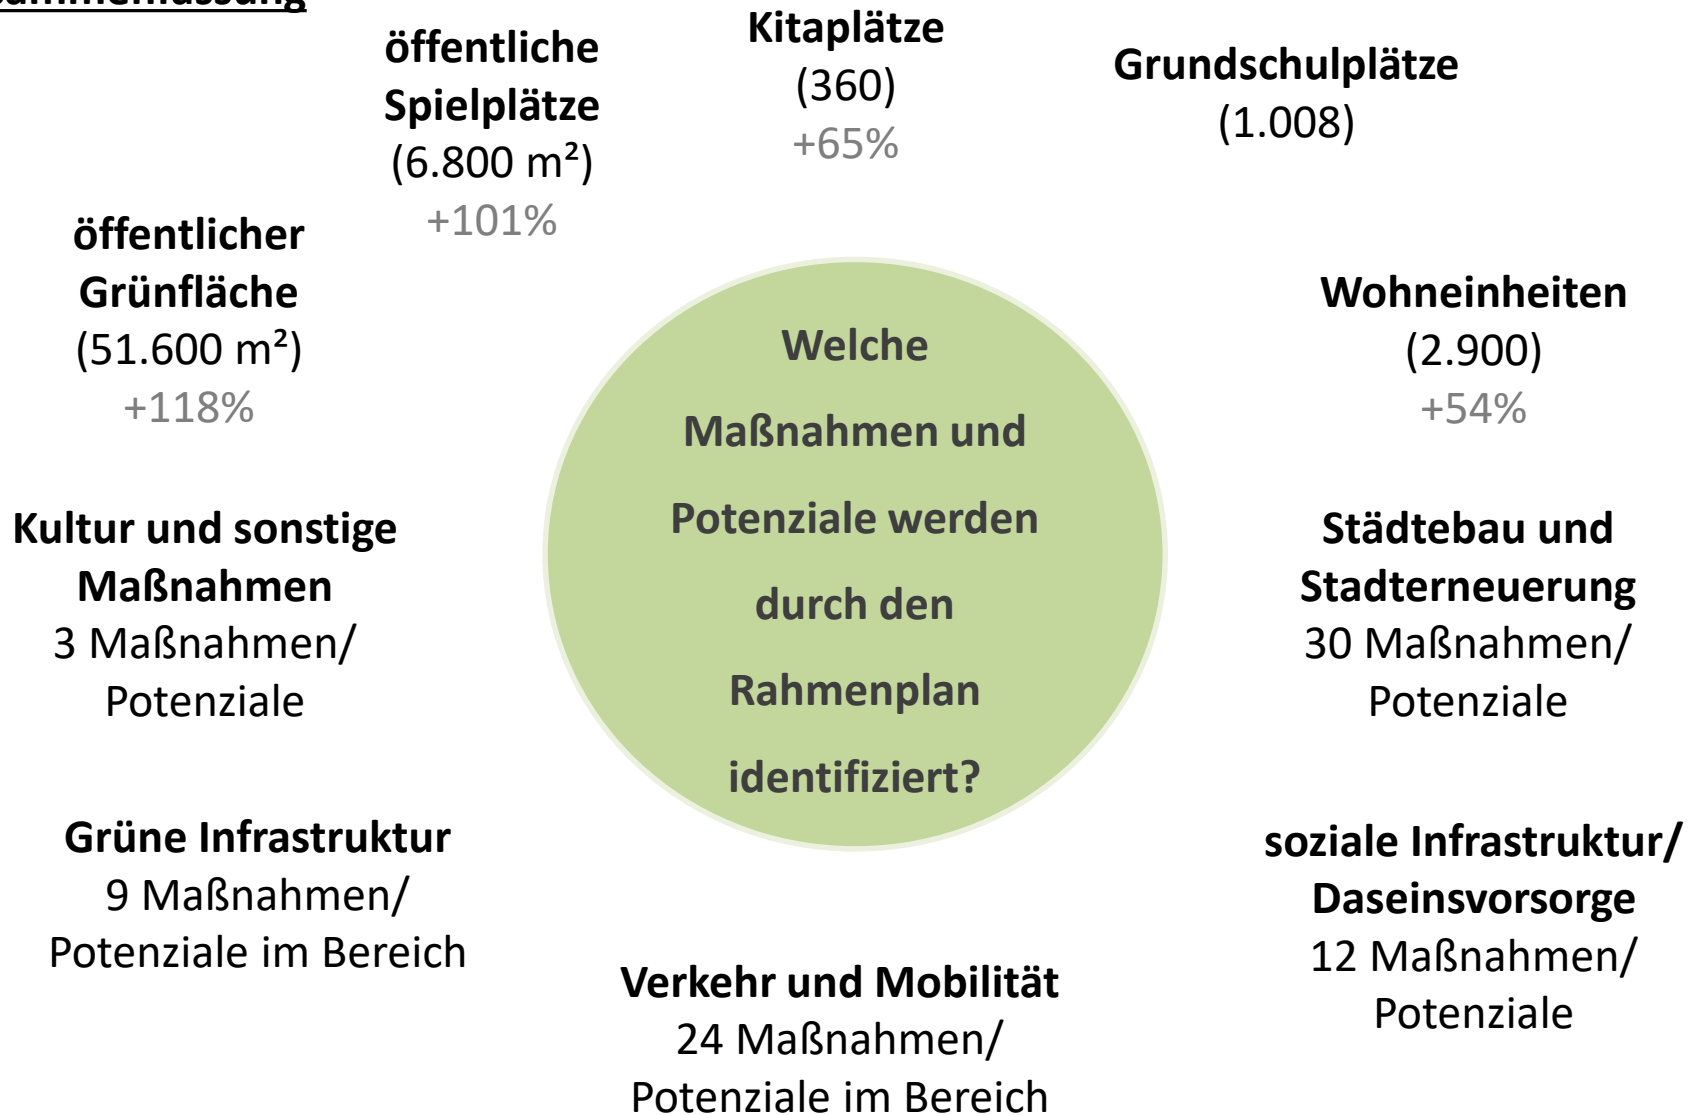 öffentliche
Spielplätze
(6.800 m²)
+101%
Kitaplätze
(360)
+65%
Grundschulplätze
(1.008)
öffentlicher
Grünfläche
(51.600 m²)
+118%
Wohneinheiten
(2.900)
+54%
Welche
Maßnahmen und
Potenziale werden
durch den
Rahmenplan
identifiziert?
Kultur und sonstige
Maßnahmen
3 Maßnahmen/
Potenziale
Städtebau und
Stadterneuerung
30 Maßnahmen/
Potenziale
Grüne Infrastruktur
9 Maßnahmen/
Potenziale im Bereich
Verkehr und Mobilität
24 Maßnahmen/
Potenziale im Bereich
soziale Infrastruktur/
Daseinsvorsorge
12 Maßnahmen/
Potenziale